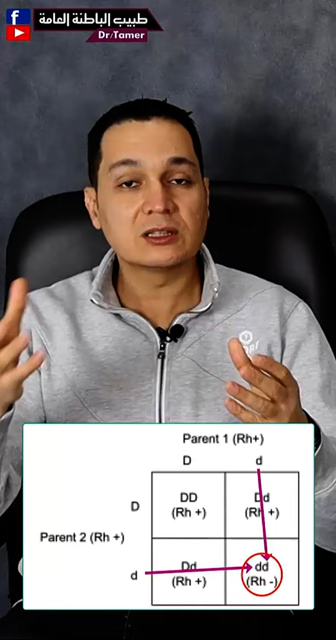 طبيب الباطنة العامة
Dr/Tamer
Parent 1 (Rh+)
D d
D DD Dd
(Rh +) (Rh +)
Parent 2 (Rh +)
d Dd dd
(Rh +) (Rh -)